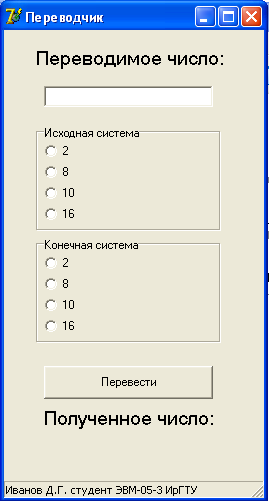 Переводчик
Переводимое число:
Исходная система
2
8
10
16
Конечная система
2
8
10
16
Перевести
Полученное число:
Иванов Д.Г. студент ЭВМ-05-3 ИрГТУ